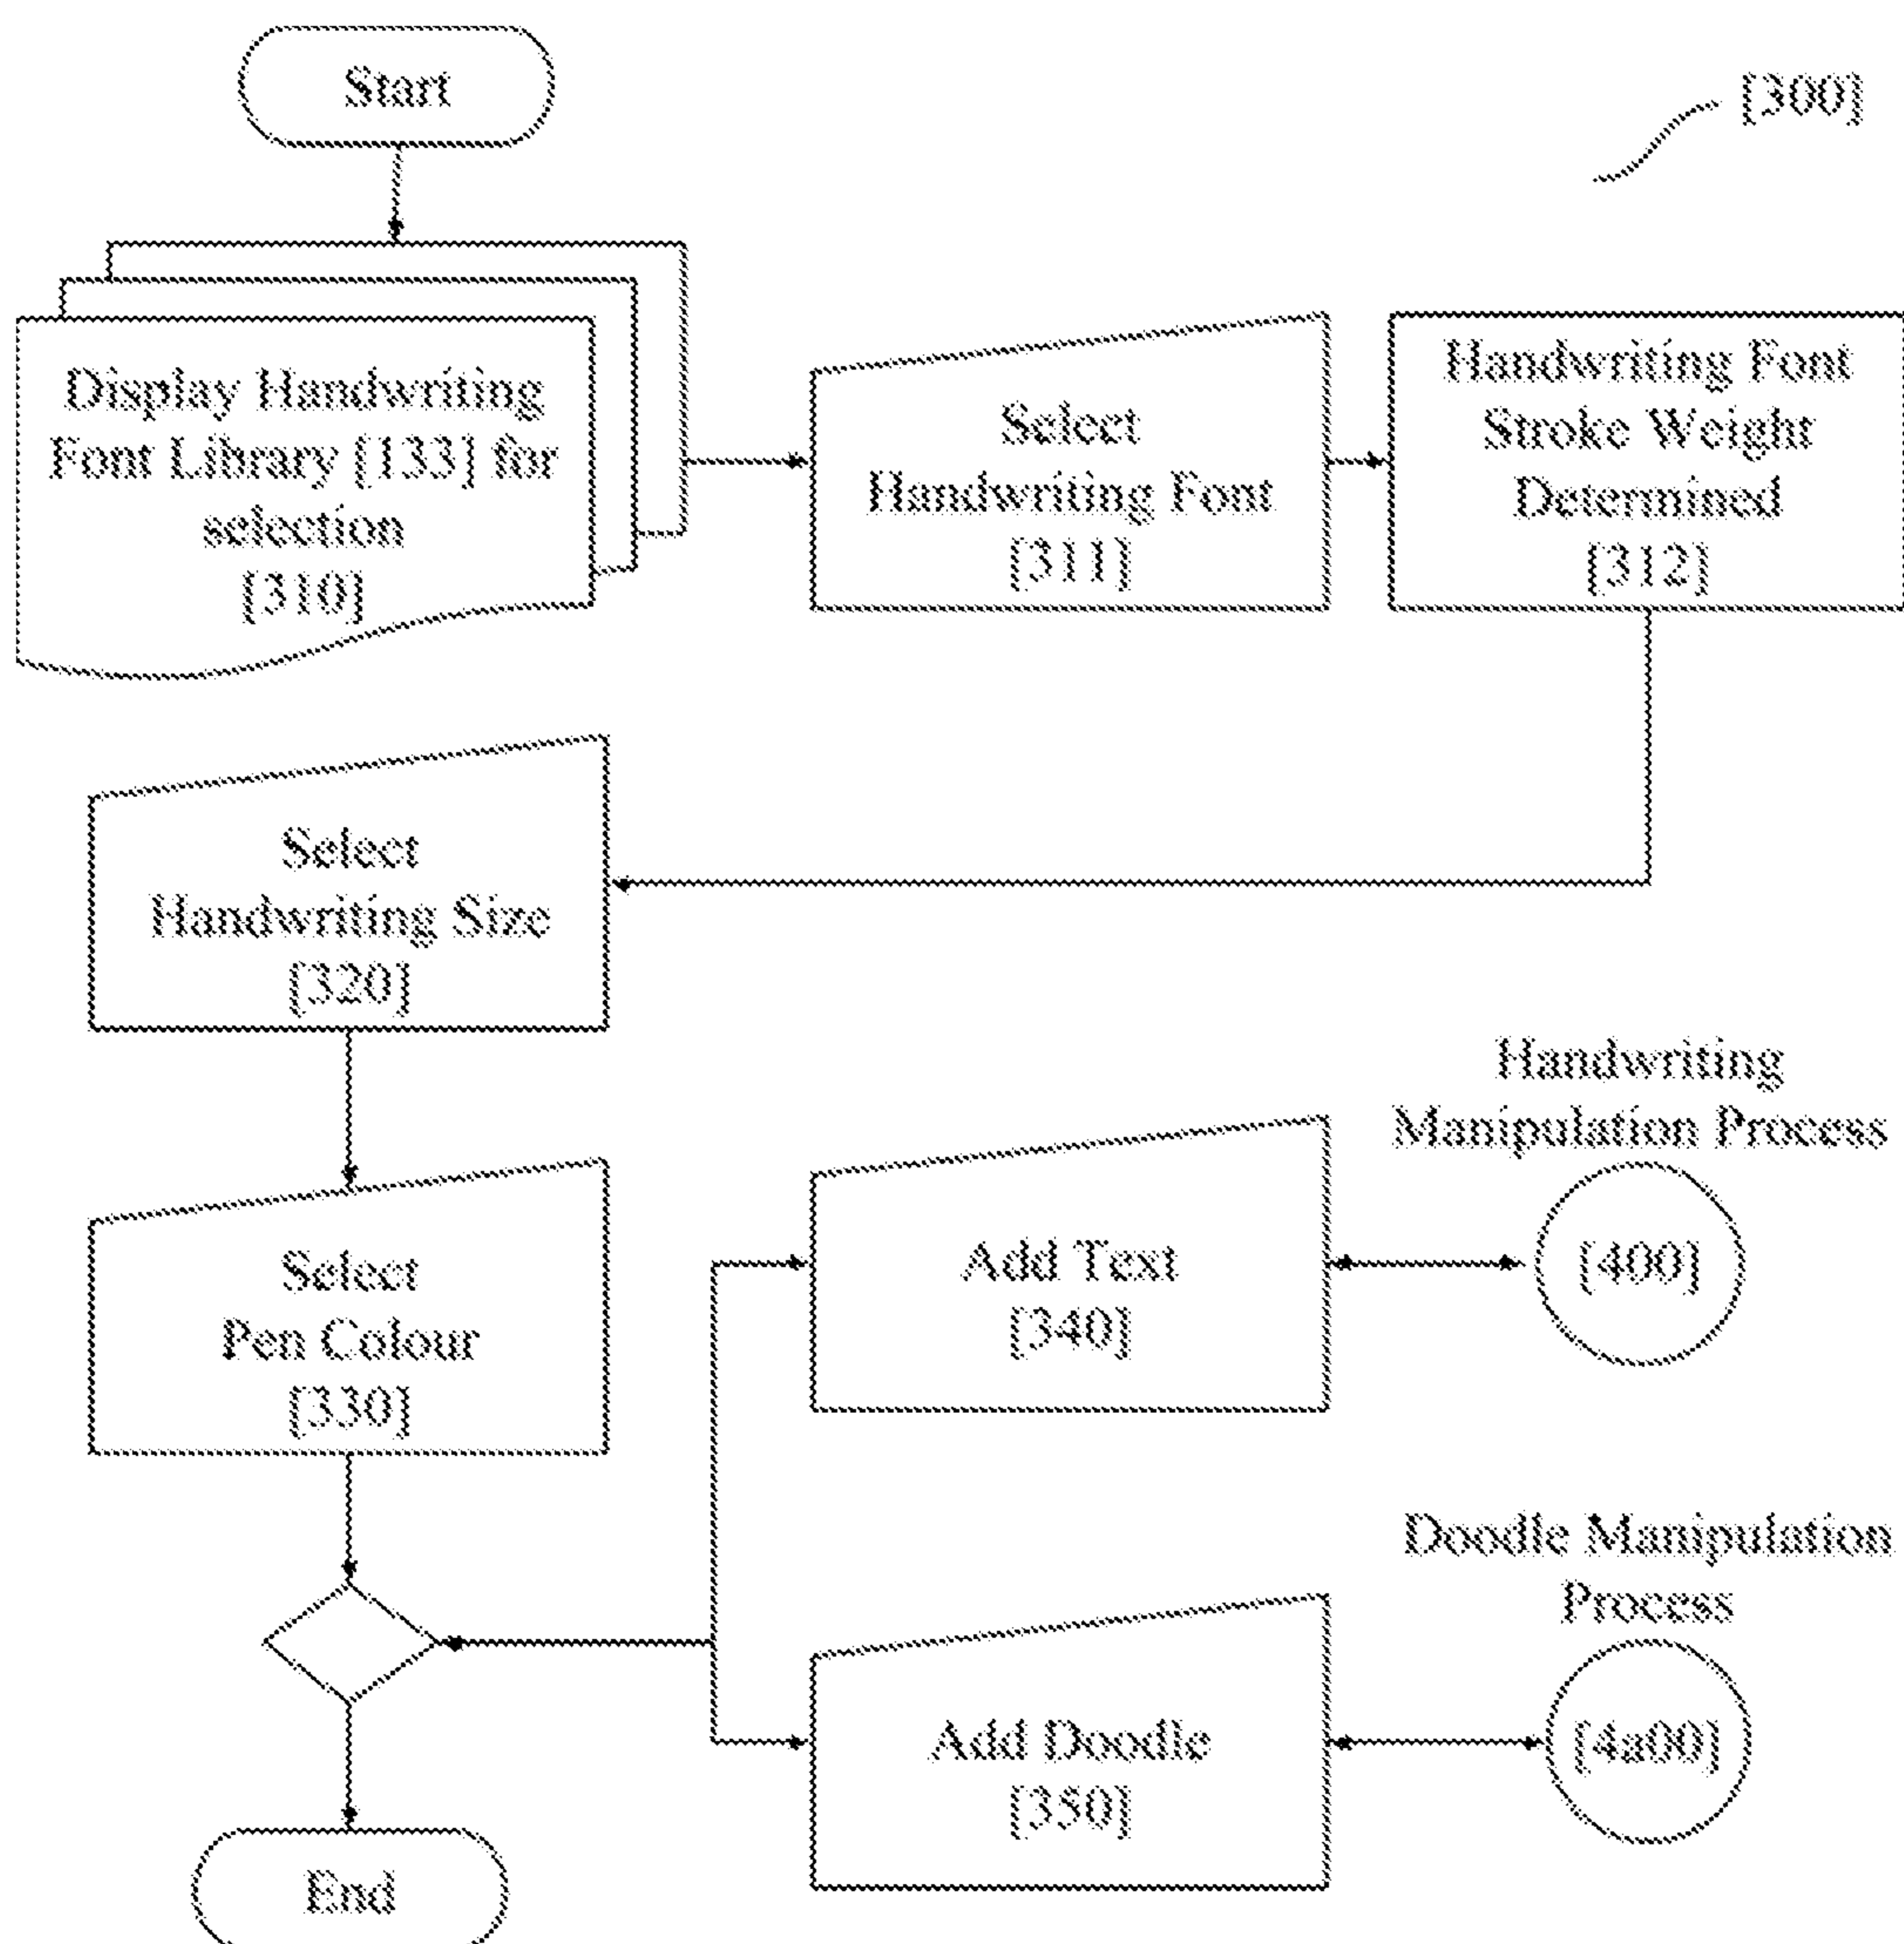 Start
[300]
Display Handwriting
Font Library [133] for
selection
[310]
Select
Handwriting Font
[311]
Handwriting Font
Stroke Weight
Determined
[312]
Select
Handwriting Size
[320]
Select
Pen Colour
[330]
Add Text
[340]
Handwriting
Manipulation Process
[400]
Add Doodle
[350]
Doodle Manipulation
Process
[4a00]
End